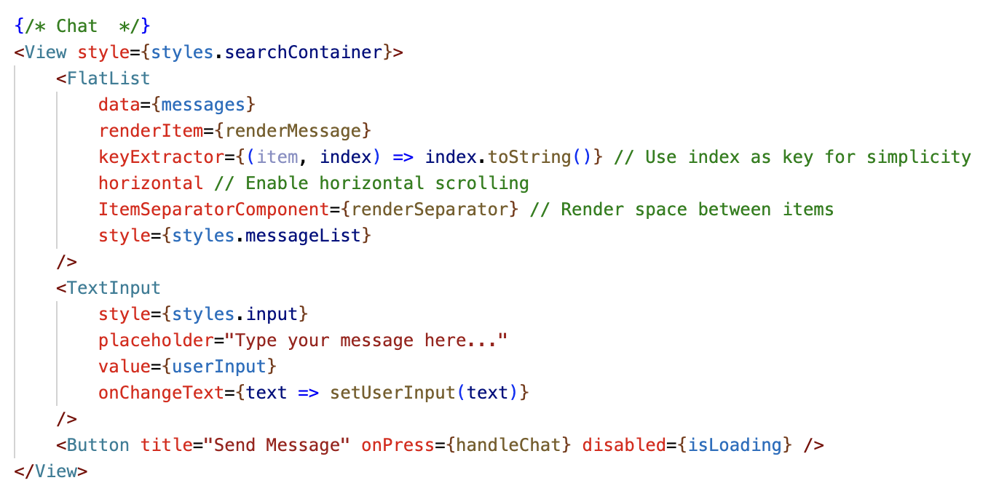 {/* Chat  */}
<View style={styles.searchContainer}>
    <FlatList
        data={messages}
        renderItem={renderMessage}
        keyExtractor={(item, index) => index.toString()} // Use index as key for simplicity
        horizontal // Enable horizontal scrolling
        ItemSeparatorComponent={renderSeparator} // Render space between items
        style={styles.messageList}
    />
    <TextInput
        style={styles.input}
        placeholder="Type your message here..."
        value={userInput}
        onChangeText={text => setUserInput(text)}
    />
    <Button title="Send Message" onPress={handleChat} disabled={isLoading} />
</View>